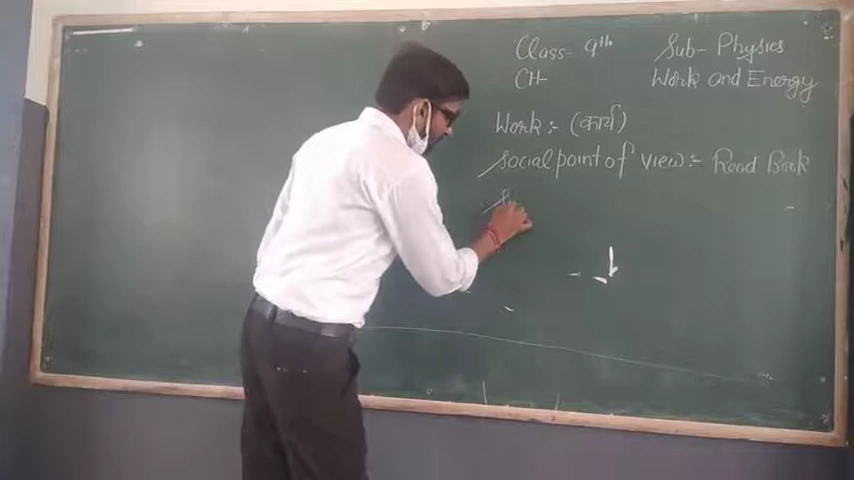 Class- 9th Sub- Physics
CH- Work and Energy
Work :- (कार्य)
Social point of view :- Read Book